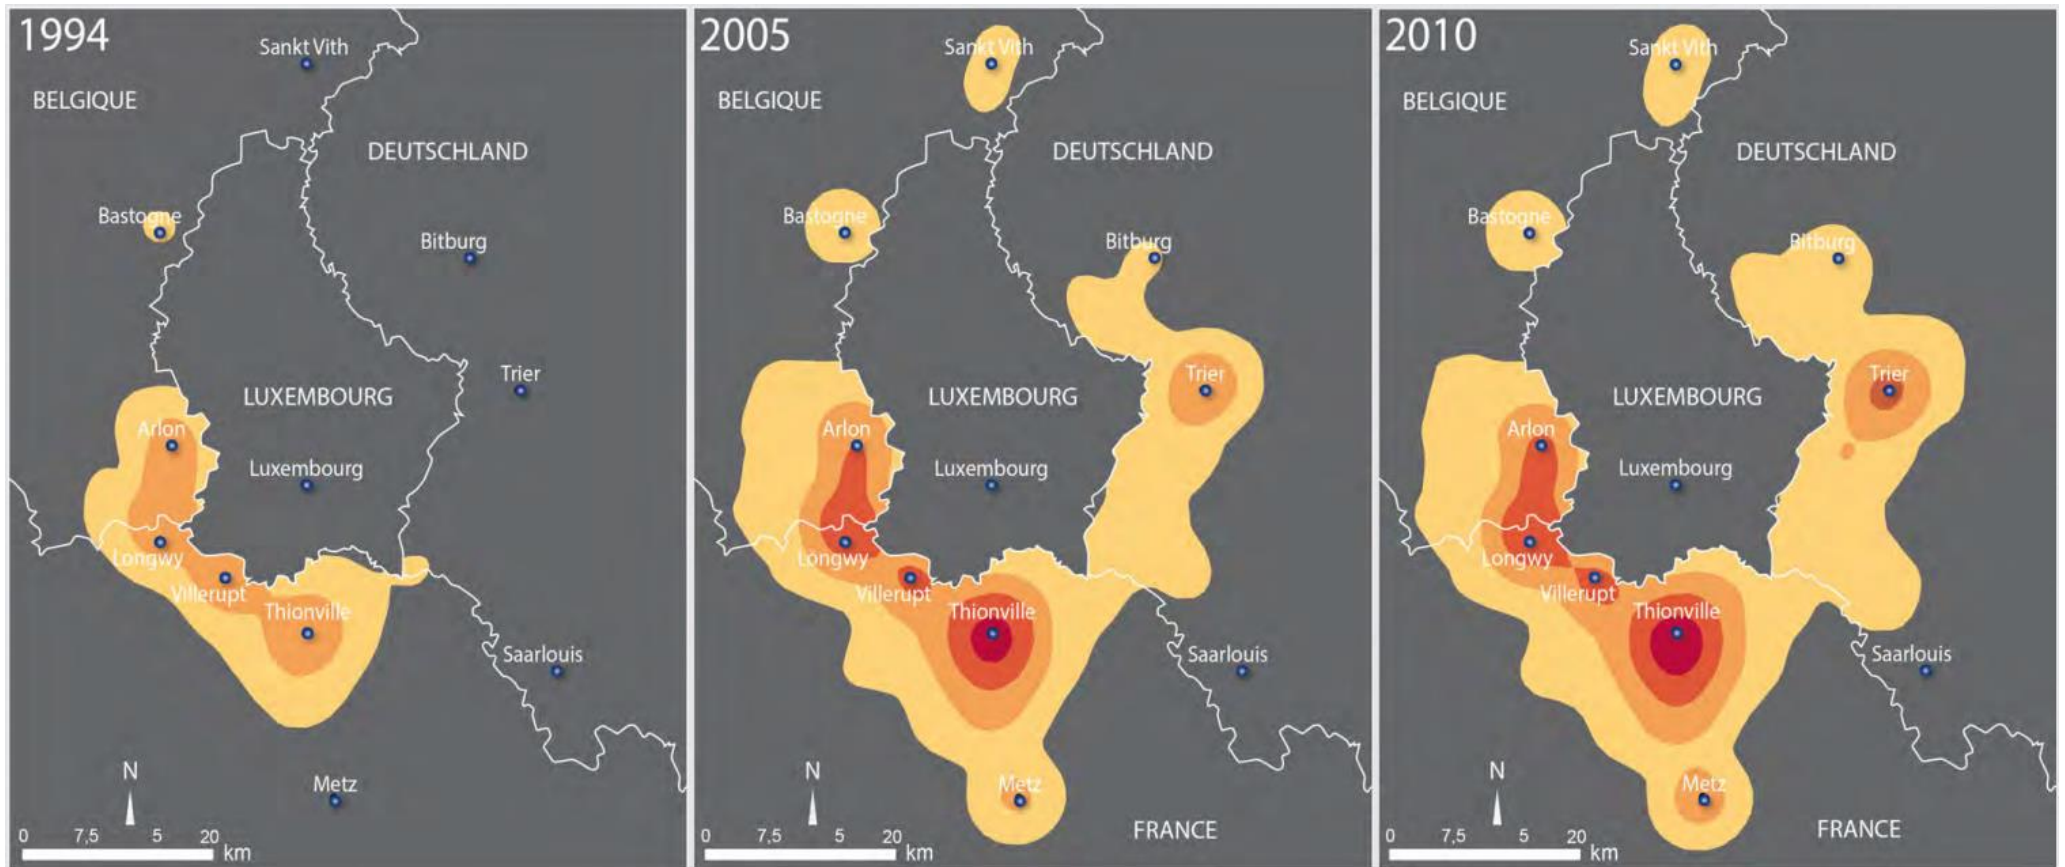 1994
Sankt Vith
BELGIQUE
DEUTSCHLAND
Bastogne
Bitburg
Trier
LUXEMBOURG
Arlon
Luxembourg
Longwy
Villerupt
Thionville
Saarlouis
N
Metz
0 7,5 5 20
km
2005
Sankt Vith
BELGIQUE
DEUTSCHLAND
Bastogne
Bitburg
Trier
LUXEMBOURG
Arlon
Luxembourg
Longwy
Villerupt
Thionville
Saarlouis
N
Metz
FRANCE
0 7,5 5 20
km
2010
Sankt Vith
BELGIQUE
DEUTSCHLAND
Bastogne
Bitburg
Trier
LUXEMBOURG
Arlon
Luxembourg
Longwy
Villerupt
Thionville
Saarlouis
N
Metz
FRANCE
0 7,5 5 20
km